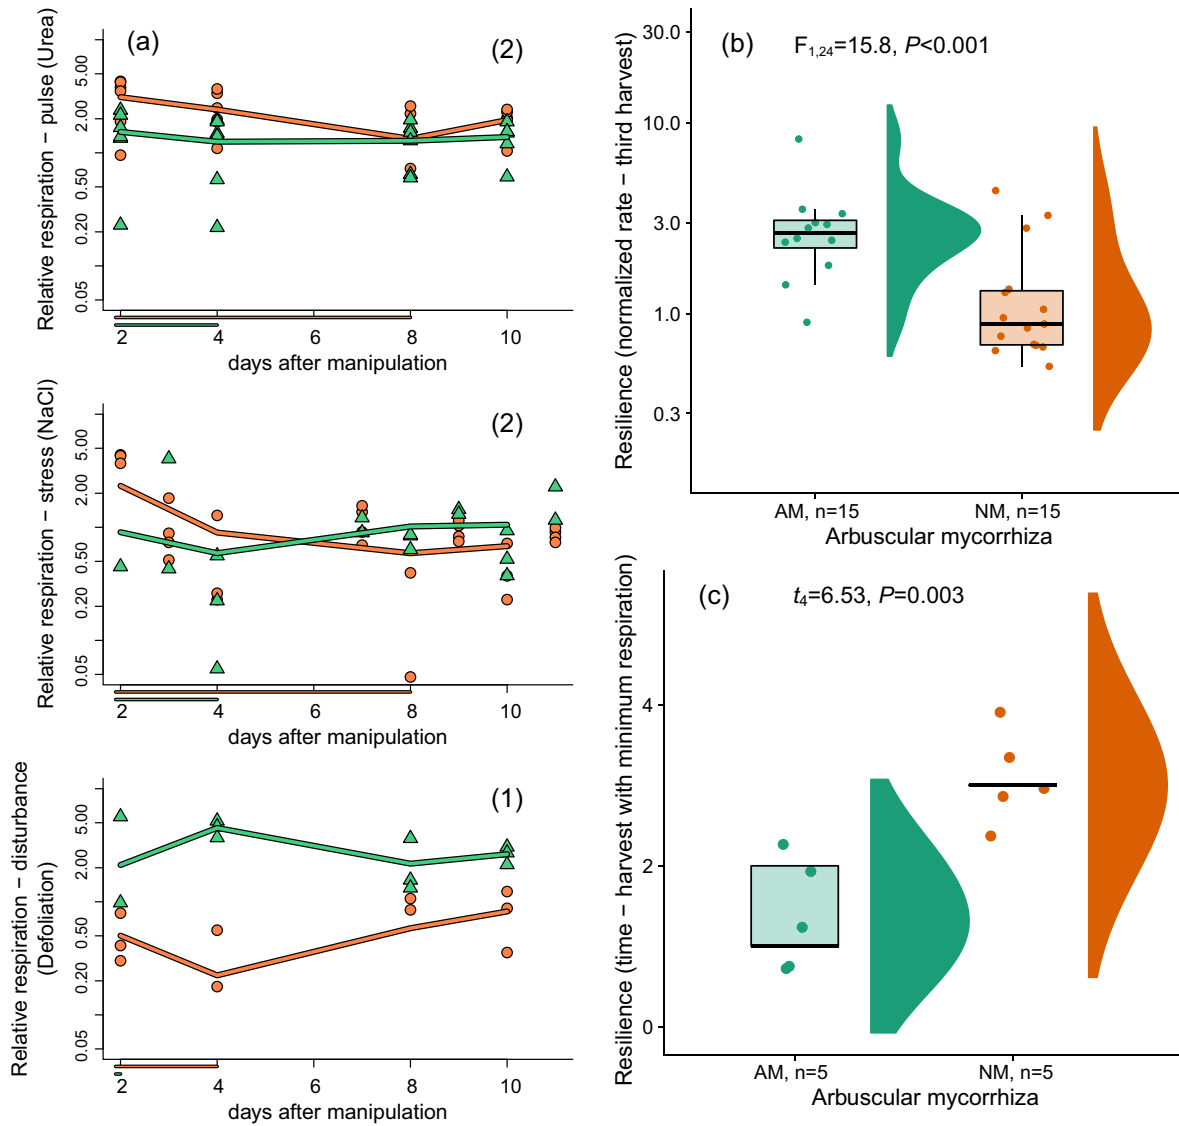 (a)
(2)
Relative respiration − pulse (Urea)
5.00
2.00
0.50
0.20
0.05
2 4 6 8 10
days after manipulation
(2)
Relative respiration − stress (NaCl)
5.00
2.00
0.50
0.20
0.05
2 4 6 8 10
days after manipulation
(1)
Relative respiration − disturbance
(Defoliation)
5.00
2.00
0.50
0.20
0.05
2 4 6 8 10
days after manipulation
(b)
F1,24=15.8, P<0.001
Resilience (normalized rate − third harvest)
30.0
10.0
3.0
1.0
0.3
AM, n=15 NM, n=15
Arbuscular mycorrhiza
(c)
t4=6.53, P=0.003
Resilience (time − harvest with minimum respiration)
4
2
0
AM, n=5 NM, n=5
Arbuscular mycorrhiza